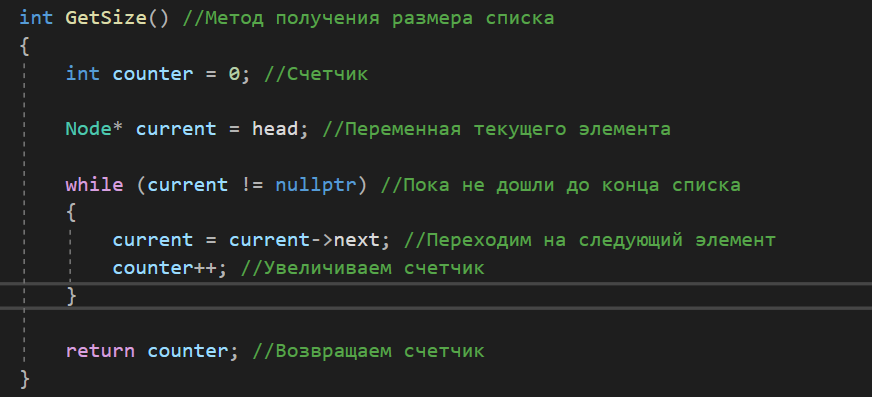 int GetSize() //Метод получения размера списка
{
int counter = 0; //Счетчик
Node* current = head; //Переменная текущего элемента
while (current != nullptr) //Пока не дошли до конца списка
{
current = current->next; //Переходим на следующий элемент
counter++; //Увеличиваем счетчик
}
return counter; //Возвращаем счетчик
}